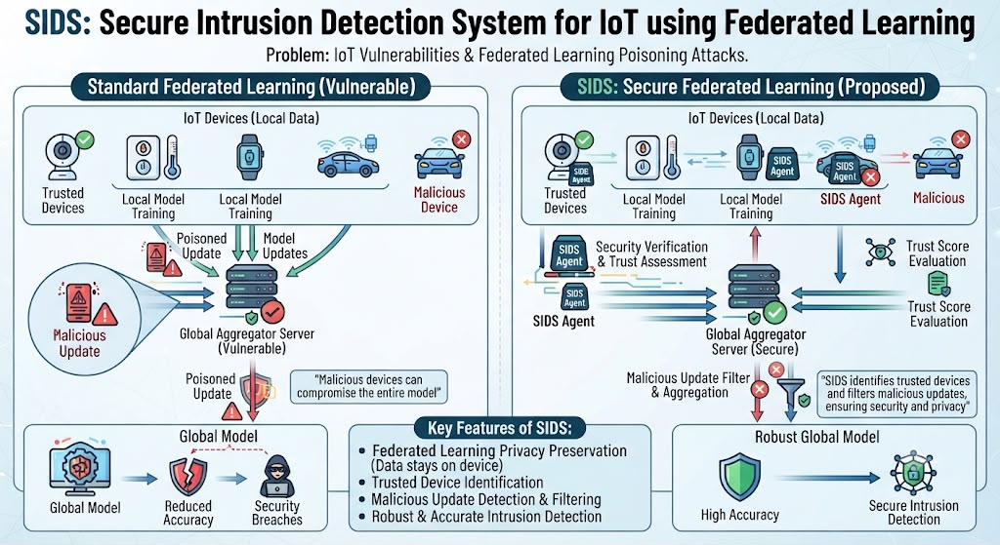 SIDS: Secure Intrusion Detection System for IoT using Federated Learning
Problem: IoT Vulnerabilities & Federated Learning Poisoning Attacks.
Standard Federated Learning (Vulnerable)
IoT Devices (Local Data)
Trusted
Devices
Local Model
Training
Local Model
Training
Malicious
Device
Poisoned
Update
Model
Updates
Malicious
Update
Global Aggregator Server
(Vulnerable)
Poisoned
Update
"Malicious devices can
compromise the entire model"
Global Model
Global Model
Reduced
Accuracy
Security
Breaches
Key Features of SIDS:
• Federated Learning Privacy Preservation
(Data stays on device)
• Trusted Device Identification
• Malicious Update Detection & Filtering
• Robust & Accurate Intrusion Detection
SIDS: Secure Federated Learning (Proposed)
IoT Devices (Local Data)
Trusted
Devices
Local Model
Training
Local Model
Training
SIDS
Agent
SIDS
Agent
SIDS Agent
Malicious
SIDS
Agent
SIDS
Agent
SIDS Agent
Security Verification
& Trust Assessment
Trust Score
Evaluation
Trust Score
Evaluation
Global Aggregator
Server (Secure)
Malicious Update Filter
& Aggregation
"SIDS identifies trusted devices
and filters malicious updates,
ensuring security and privacy"
Robust Global Model
High Accuracy
Secure Intrusion
Detection